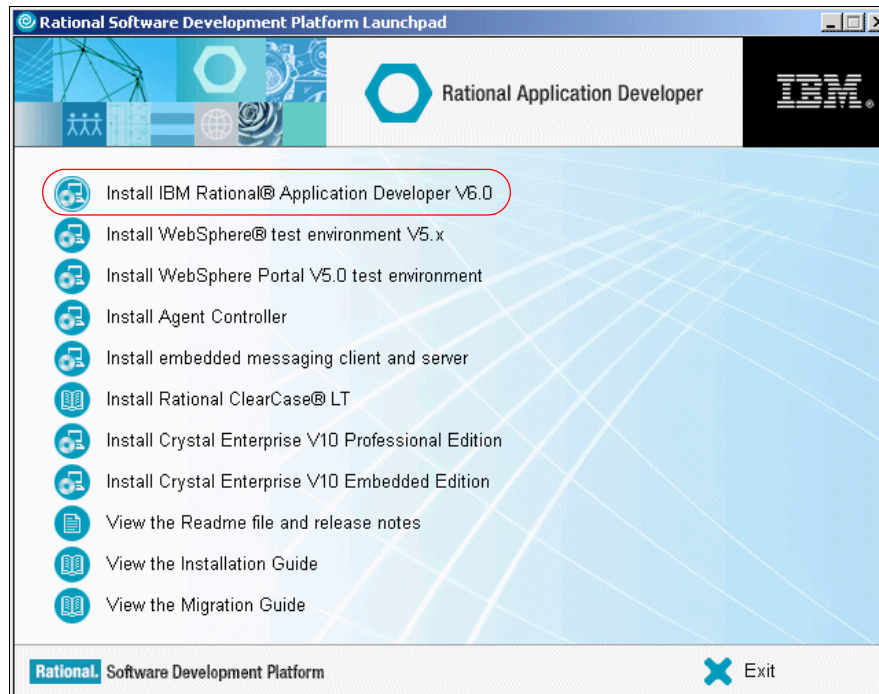 Rational Software Development Platform Launchpad
Rational Application Developer
IBM.
Install IBM Rational® Application Developer V6.0
Install WebSphere® test environment V5.x
Install WebSphere Portal V5.0 test environment
Install Agent Controller
Install embedded messaging client and server
Install Rational ClearCase® LT
Install Crystal Enterprise V10 Professional Edition
Install Crystal Enterprise V10 Embedded Edition
View the Readme file and release notes
View the Installation Guide
View the Migration Guide
Rational. Software Development Platform
Exit